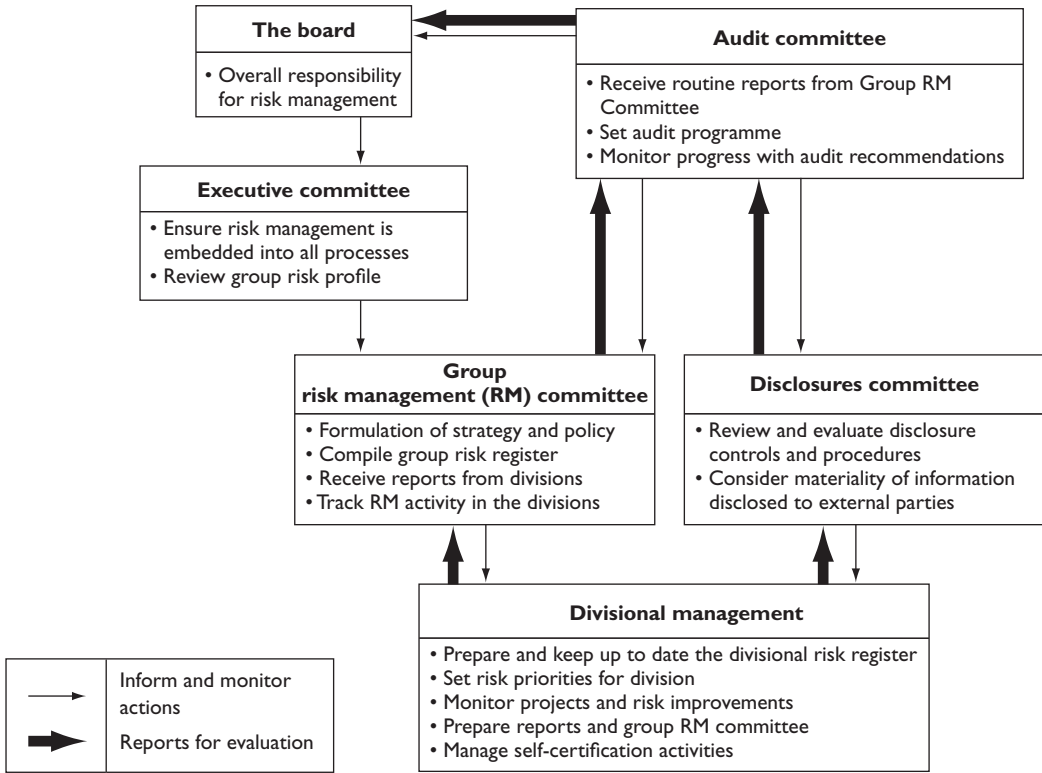 The board
• Overall responsibility
for risk management
Audit committee
• Receive routine reports from Group RM
Committee
• Set audit programme
• Monitor progress with audit recommendations
Executive committee
• Ensure risk management is
embedded into all processes
• Review group risk profile
Group
risk management (RM) committee
• Formulation of strategy and policy
• Compile group risk register
• Receive reports from divisions
• Track RM activity in the divisions
Disclosures committee
• Review and evaluate disclosure
controls and procedures
• Consider materiality of information
disclosed to external parties
Divisional management
• Prepare and keep up to date the divisional risk register
• Set risk priorities for division
• Monitor projects and risk improvements
• Prepare reports and group RM committee
• Manage self-certification activities
Inform and monitor
actions
Reports for evaluation